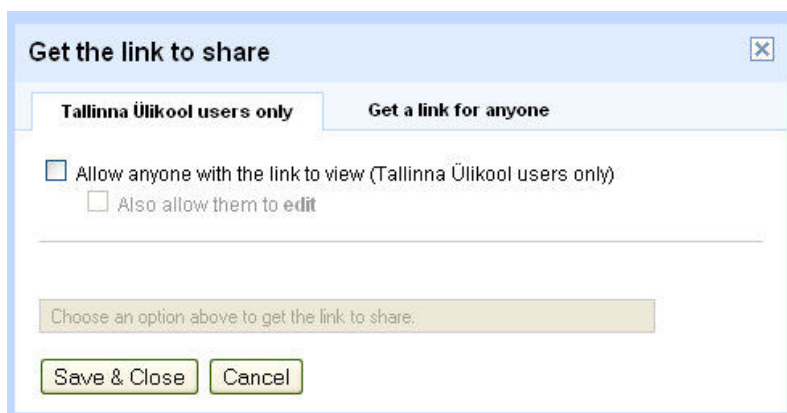 Get the link to share
Tallinna Ülikool users only
Get a link for anyone
Allow anyone with the link to view (Tallinna Ülikool users only)
Also allow them to edit
Choose an option above to get the link to share.
Save & Close
Cancel